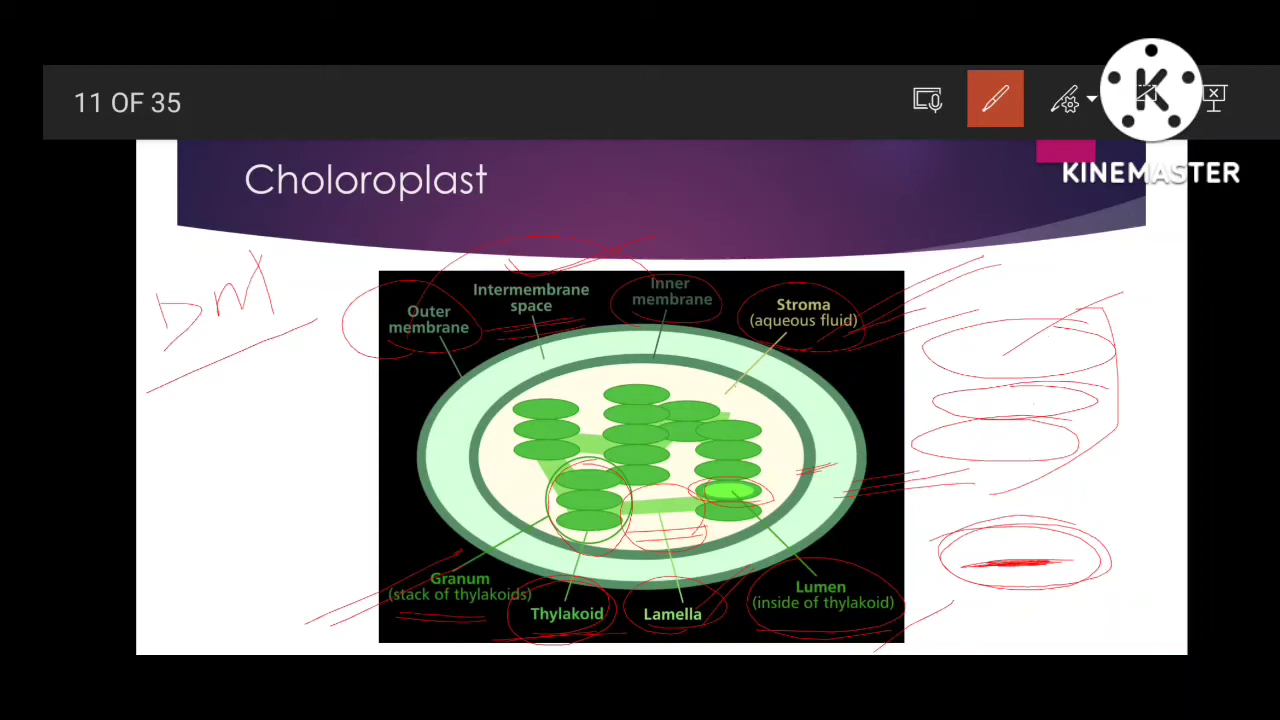 11 OF 35
KINEMASTER
Choloroplast
Intermembrane
space
Inner
membrane
Outer
membrane
Stroma
(aqueous fluid)
Granum
(stack of thylakoids)
Thylakoid
Lamella
Lumen
(inside of thylakoid)